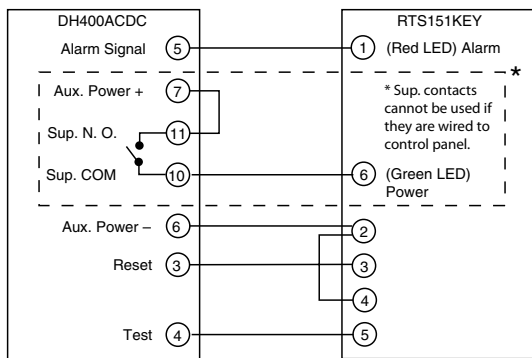 DH400ACDC
RTS151KEY
Alarm Signal 5 1 (Red LED) Alarm
*
Aux. Power + 7
* Sup. contacts
cannot be used if
they are wired to
control panel.
Sup. N. O. 11
Sup. COM 10 6 (Green LED)
Power
Aux. Power – 6 2
Reset 3 3
4
Test 4 5